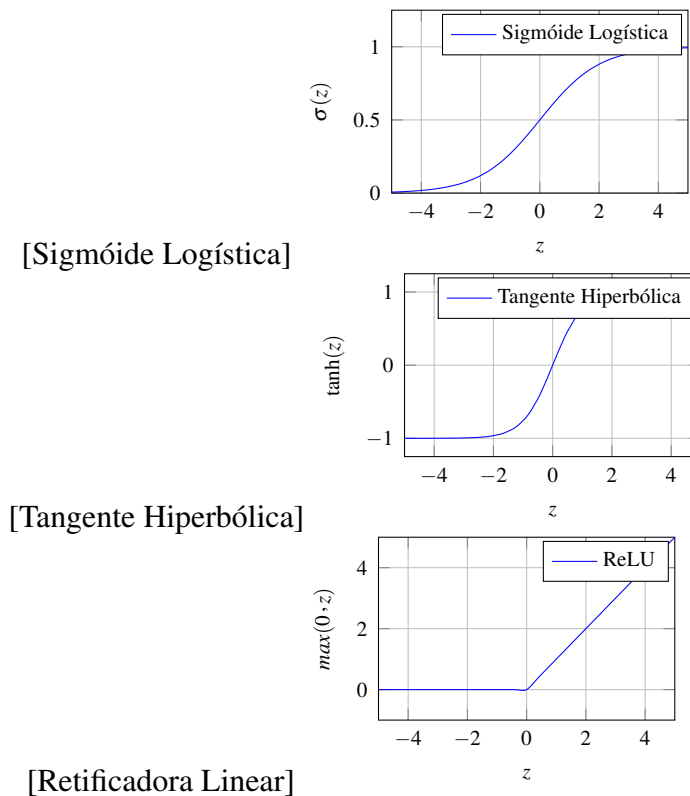 Sigmóide Logística
1
0.5
0
σ(z)
−4 −2 0 2 4
z
[Sigmóide Logística]
Tangente Hiperbólica
1
0
−1
tanh(z)
−4 −2 0 2 4
z
[Tangente Hiperbólica]
ReLU
4
2
0
max(0, z)
−4 −2 0 2 4
z
[Retificadora Linear]